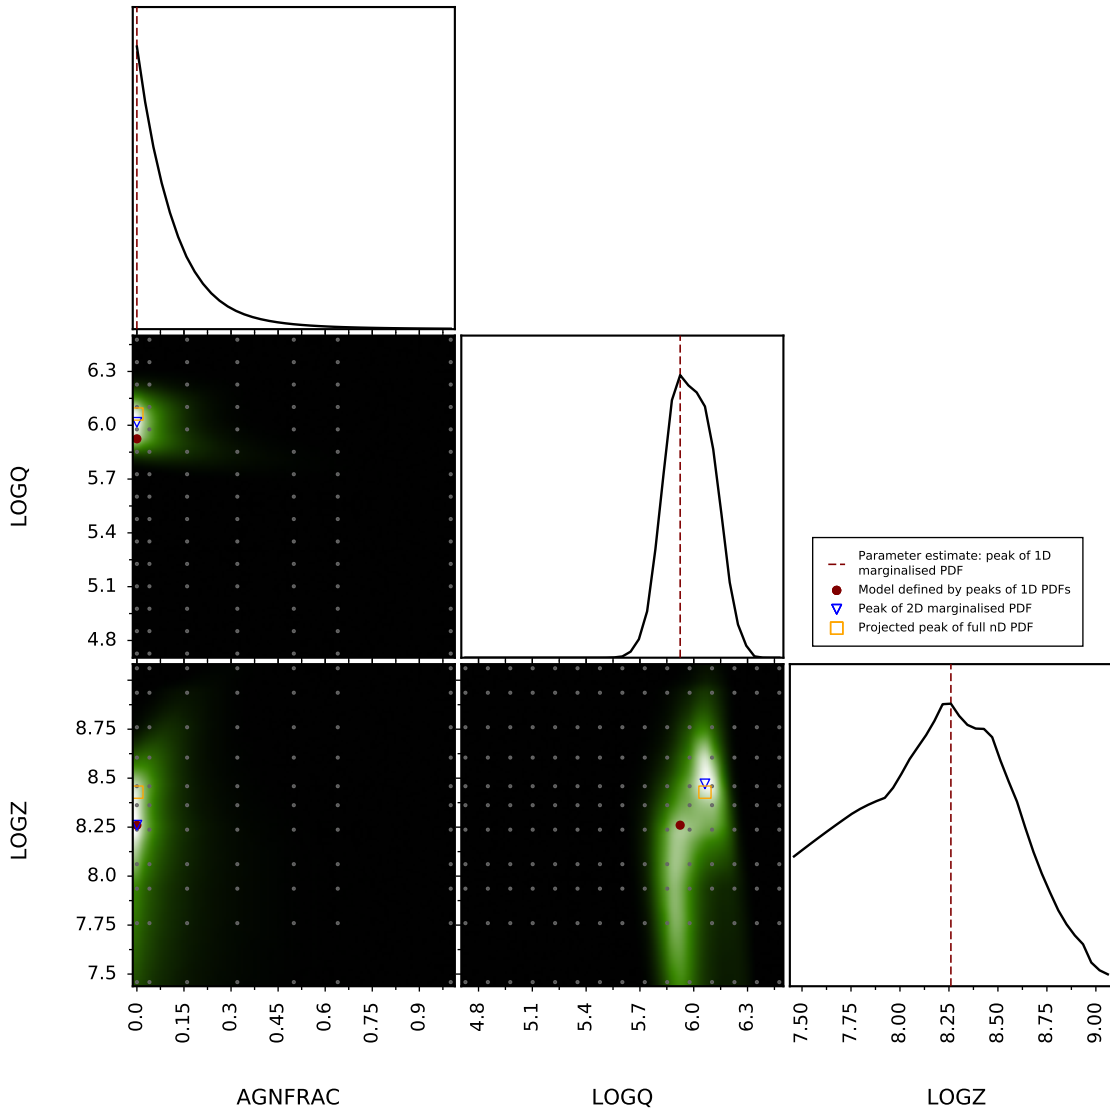 6.3
6.0
5.7
5.4
5.1
4.8
LOGQ
Parameter estimate: peak of 1D
marginalised PDF
Model defined by peaks of 1D PDFs
Peak of 2D marginalised PDF
Projected peak of full nD PDF
8.75
8.5
8.25
8.0
7.75
7.5
LOGZ
0.0 0.15 0.3 0.45 0.6 0.75 0.9
4.8 5.1 5.4 5.7 6.0 6.3
7.50 7.75 8.00 8.25 8.50 8.75 9.00
AGNFRAC LOGQ LOGZ